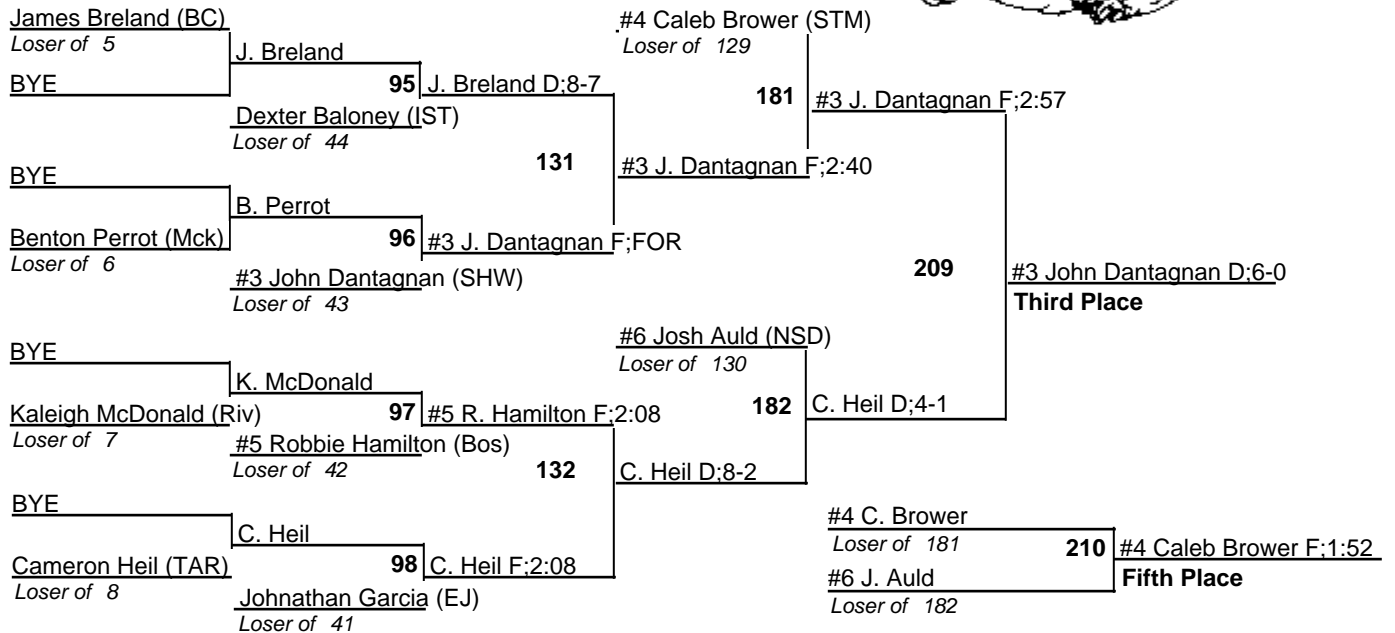 James Breland (BC)
Loser of 5
BYE
J. Breland
95
J. Breland D;8-7
Dexter Baloney (IST)
Loser of 44
BYE
Benton Perrot (Mck)
Loser of 6
B. Perrot
96
#3 J. Dantagnan F;FOR
#3 John Dantagnan (SHW)
Loser of 43
131
#3 J. Dantagnan F;2:40
#4 Caleb Brower (STM)
Loser of 129
181
#3 J. Dantagnan F;2:57
BYE
Kaleigh McDonald (Riv)
Loser of 7
K. McDonald
97
#5 R. Hamilton F;2:08
#5 Robbie Hamilton (Bos)
Loser of 42
BYE
Cameron Heil (TAR)
Loser of 8
C. Heil
98
C. Heil F;2:08
Johnathan Garcia (EJ)
Loser of 41
132
C. Heil D;8-2
#6 Josh Auld (NSD)
Loser of 130
182
C. Heil D;4-1
209
#3 John Dantagnan D;6-0
Third Place
#4 C. Brower
Loser of 181
#6 J. Auld
Loser of 182
210
#4 Caleb Brower F;1:52
Fifth Place